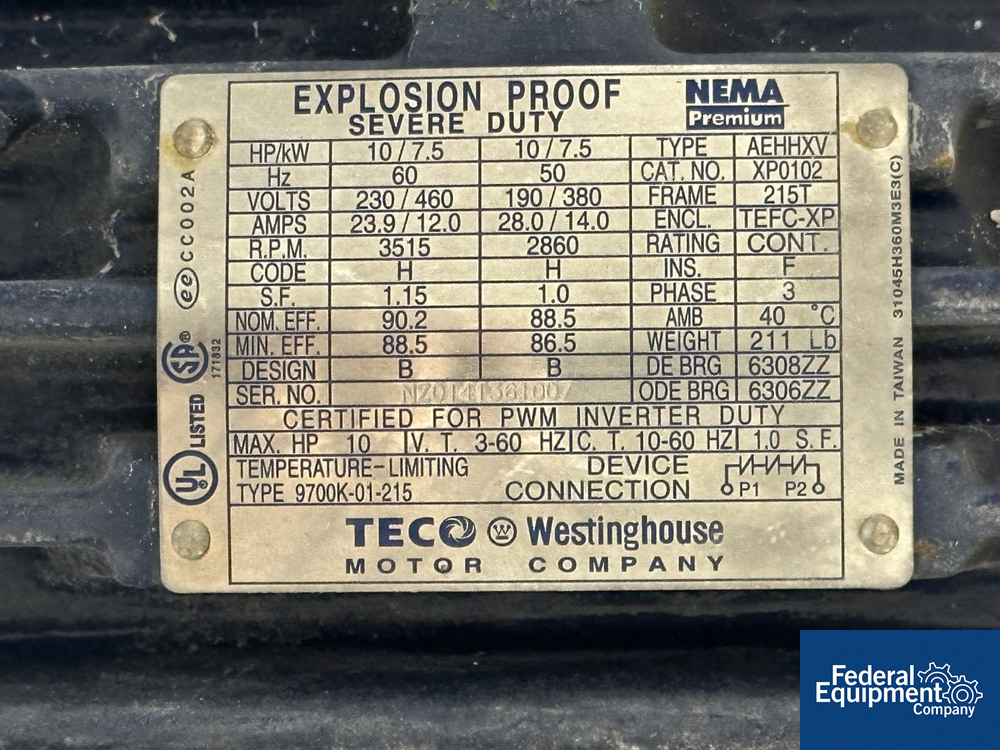 EXPLOSION PROOF
SEVERE DUTY
NEMA
Premium
HP/kW 10/7.5 10/7.5 TYPE AEHHXV
Hz 60 50 CAT. NO. XP0102
VOLTS 230/460 190/380 FRAME 215T
AMPS 23.9/12.0 28.0/14.0 ENCL. TEFC-XP
R.P.M. 3515 2860 RATING CONT.
CODE H H INS. F
S.F. 1.15 1.0 PHASE 3
NOM. EFF. 90.2 88.5 AMB 40 °C
MIN. EFF. 88.5 86.5 WEIGHT 211 Lb
DESIGN B B DE BRG 6308ZZ
SER. NO. ODE BRG 6306ZZ
CERTIFIED FOR PWM INVERTER DUTY
MAX. HP 10 V. T. 3-60 HZ C. T. 10-60 HZ 1.0 S. F.
TEMPERATURE-LIMITING DEVICE
TYPE 9700K-01-215 CONNECTION P1 P2
TECO W Westinghouse
MOTOR COMPANY
ee CC002A
SA® 171832
UL LISTED
MADE IN TAIWAN 31045H360M3E3(C)
Federal
Equipment
Company